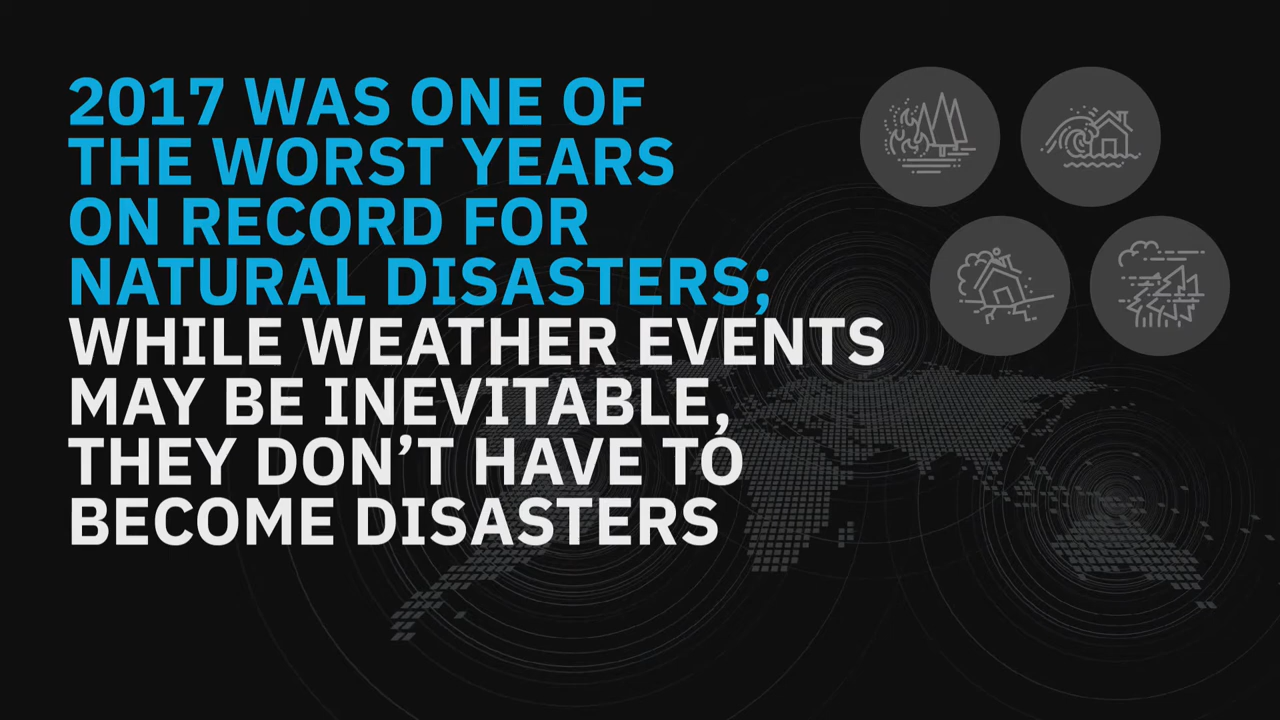 2017 WAS ONE OF
THE WORST YEARS
ON RECORD FOR
NATURAL DISASTERS;
WHILE WEATHER EVENTS
MAY BE INEVITABLE,
THEY DON’T HAVE TO
BECOME DISASTERS